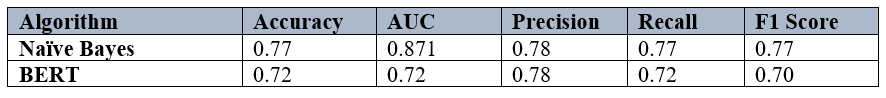 Algorithm Accuracy AUC Precision Recall F1 Score
Naïve Bayes 0.77 0.871 0.78 0.77 0.77
BERT 0.72 0.72 0.78 0.72 0.70